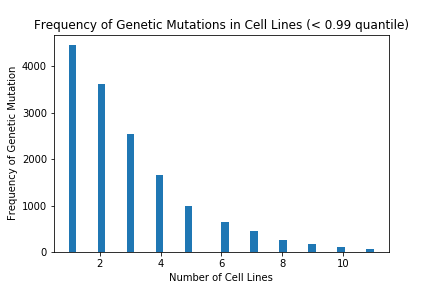 Frequency of Genetic Mutations in Cell Lines (< 0.99 quantile)
Frequency of Genetic Mutation
4000
3000
2000
1000
0
2 4 6 8 10
Number of Cell Lines